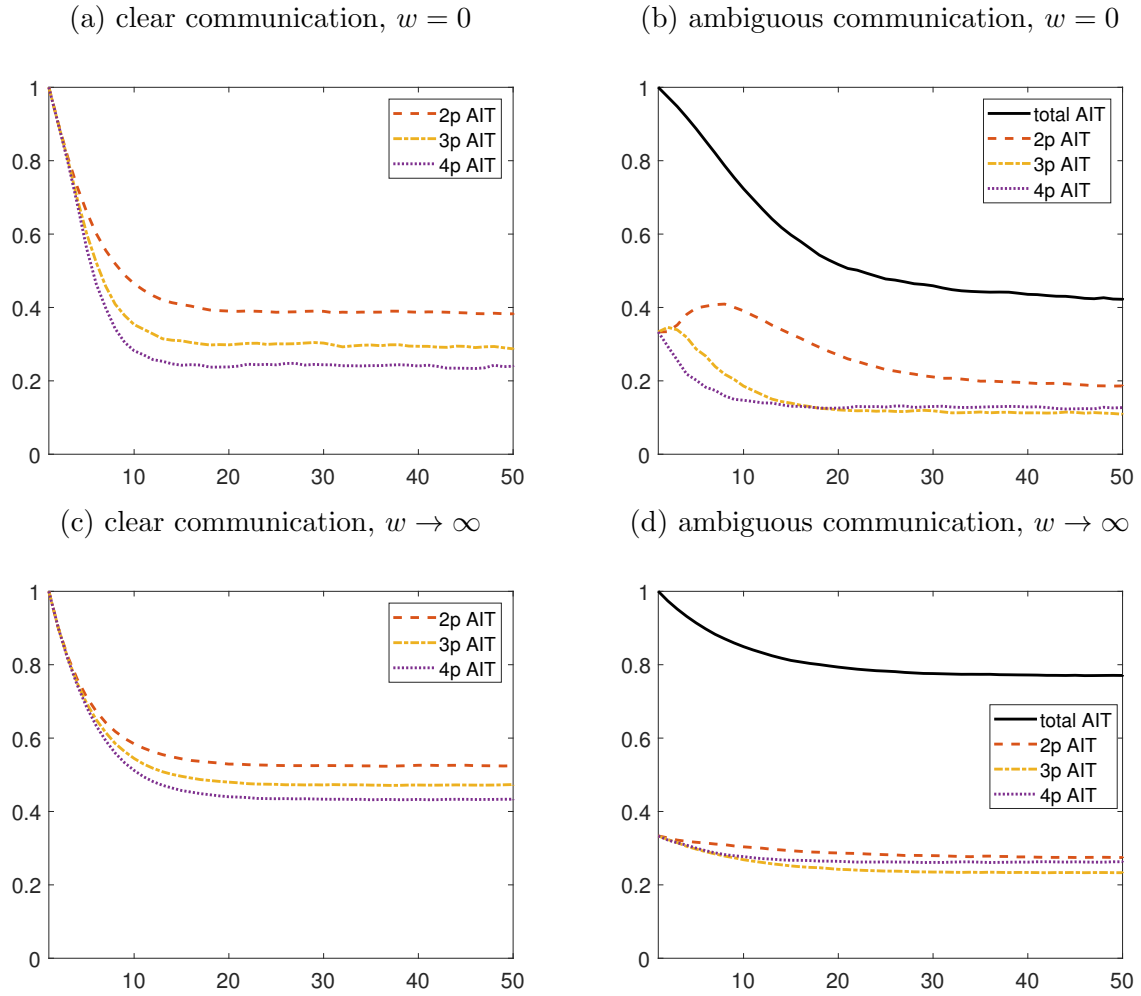 (a) clear communication, w = 0
1
0.8
0.6
0.4
0.2
0
10 20 30 40 50
2p AIT
3p AIT
4p AIT
(b) ambiguous communication, w = 0
1
0.8
0.6
0.4
0.2
0
10 20 30 40 50
total AIT
2p AIT
3p AIT
4p AIT
(c) clear communication, w → ∞
1
0.8
0.6
0.4
0.2
0
10 20 30 40 50
2p AIT
3p AIT
4p AIT
(d) ambiguous communication, w → ∞
1
0.8
0.6
0.4
0.2
0
10 20 30 40 50
total AIT
2p AIT
3p AIT
4p AIT